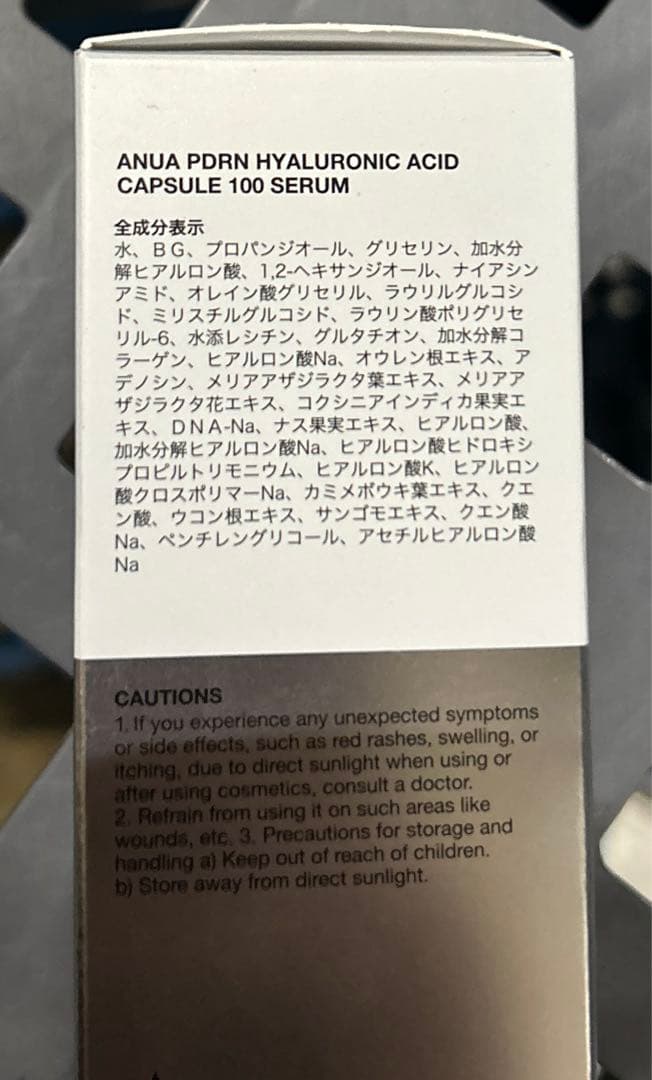 ANUA PDRN HYALURONIC ACID
CAPSULE 100 SERUM
全成分表示
水、ＢＧ、プロパンジオール、グリセリン、加水分
解ヒアルロン酸、1,2-ヘキサンジオール、ナイアシン
アミド、オレイン酸グリセリル、ラウリルグルコシ
ド、ミリスチルグルコシド、ラウリン酸ポリグリセ
リル-6、水添レシチン、グルタチオン、加水分解コ
ラーゲン、ヒアルロン酸Na、オウレン根エキス、ア
デノシン、メリアアザジラクタ葉エキス、メリアア
ザジラクタ花エキス、コクシニアインディカ果実エ
キス、DNA-Na、ナス果実エキス、ヒアルロン酸、
加水分解ヒアルロン酸Na、ヒアルロン酸ヒドロキシ
プロピルトリモニウム、ヒアルロン酸K、ヒアルロン
酸クロスポリマーNa、カミメボウキ葉エキス、クエ
ン酸、ウコン根エキス、サンゴモエキス、クエン酸
Na、ペンチレングリコール、アセチルヒアルロン酸
Na
CAUTIONS
1. If you experience any unexpected symptoms
or side effects, such as red rashes, swelling, or
itching, due to direct sunlight when using or
after using cosmetics, consult a doctor.
2. Refrain from using it on such areas like
wounds, etc. 3. Precautions for storage and
handling a) Keep out of reach of children.
b) Store away from direct sunlight.